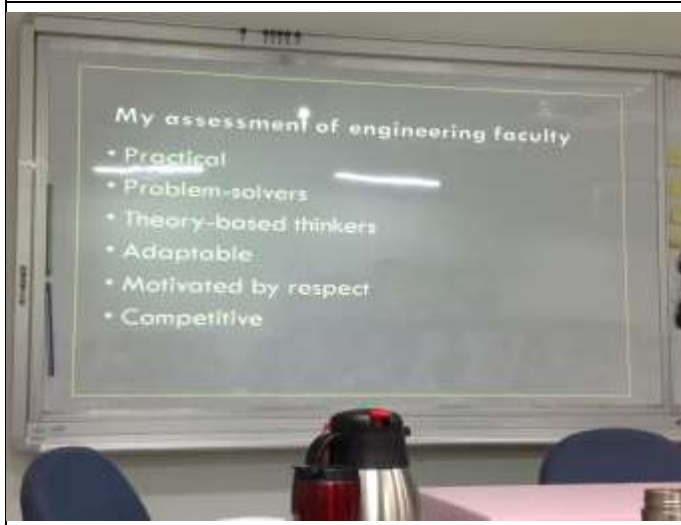 My assessment of engineering faculty
• Practical
• Problem-solvers
• Theory-based thinkers
• Adaptable
• Motivated by respect
• Competitive